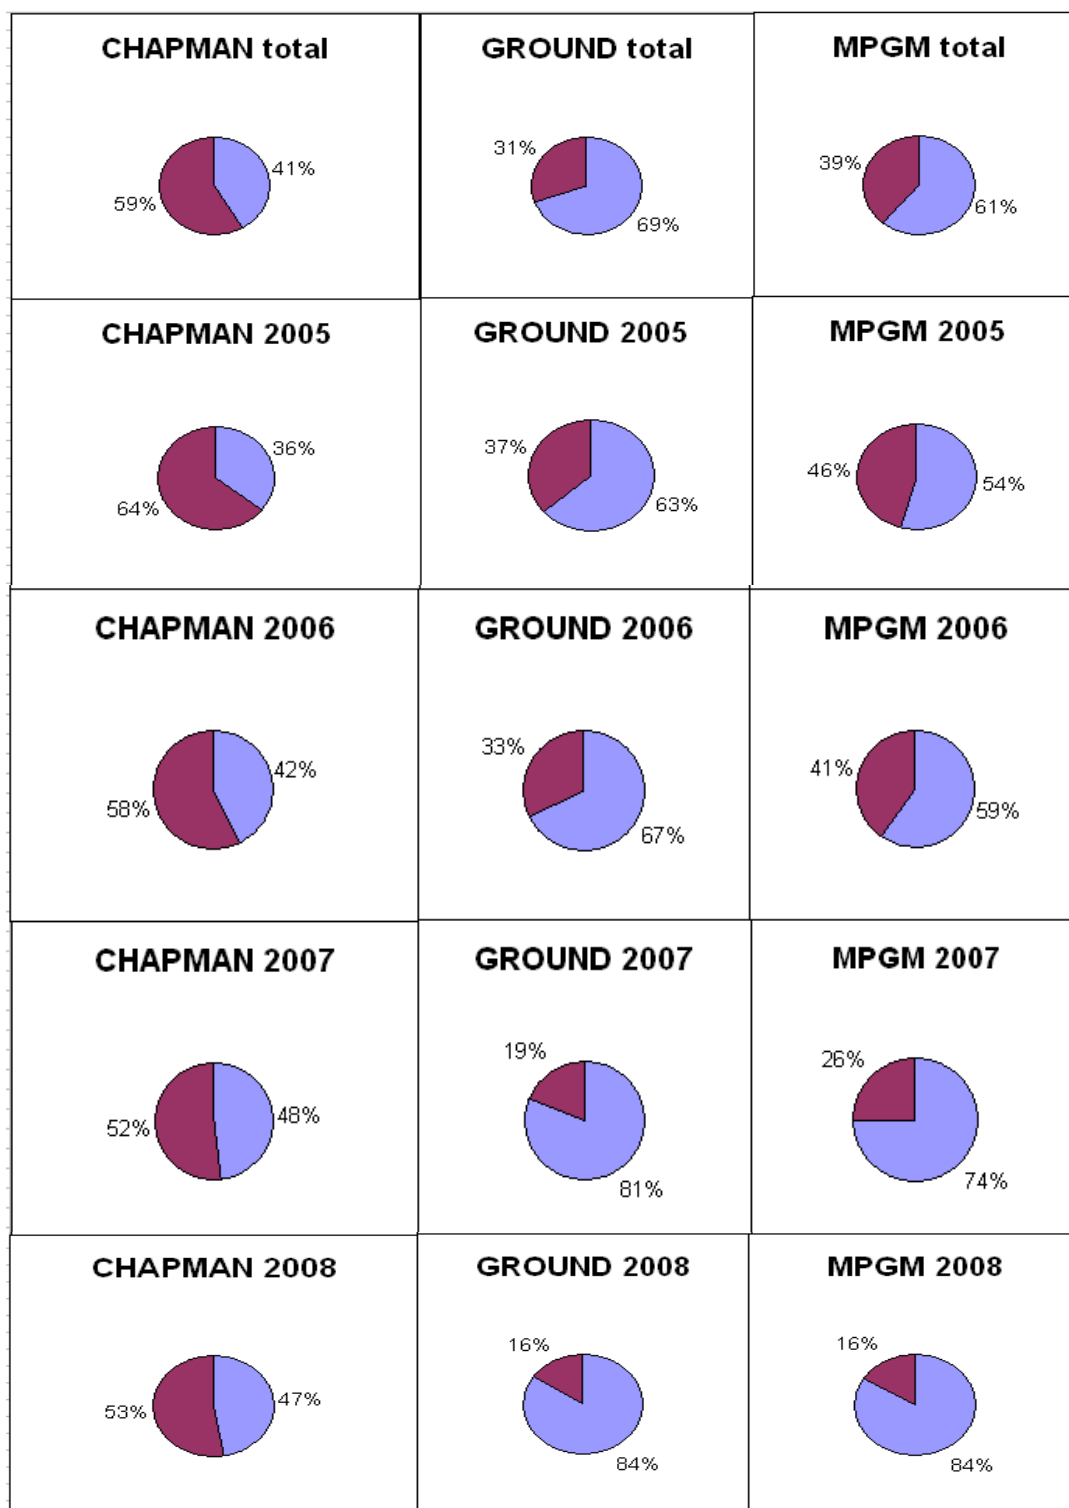 CHAPMAN total
41%
59%
GROUND total
31%
69%
MPGM total
39%
61%
CHAPMAN 2005
36%
64%
GROUND 2005
37%
63%
MPGM 2005
46%
54%
CHAPMAN 2006
42%
58%
GROUND 2006
33%
67%
MPGM 2006
41%
59%
CHAPMAN 2007
48%
52%
GROUND 2007
19%
81%
MPGM 2007
26%
74%
CHAPMAN 2008
47%
53%
GROUND 2008
16%
84%
MPGM 2008
16%
84%